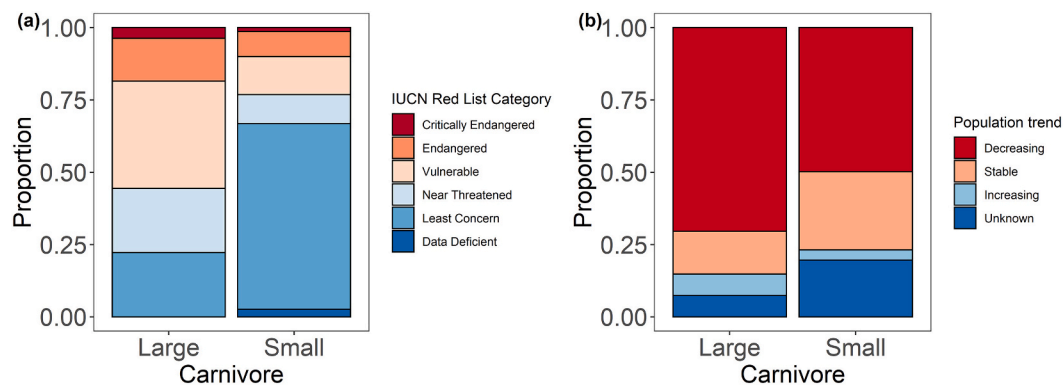 (a)
Proportion
1.00
0.75
0.50
0.25
0.00
Large
Small
Carnivore
IUCN Red List Category
Critically Endangered
Endangered
Vulnerable
Near Threatened
Least Concern
Data Deficient
(b)
Proportion
1.00
0.75
0.50
0.25
0.00
Large
Small
Carnivore
Population trend
Decreasing
Stable
Increasing
Unknown